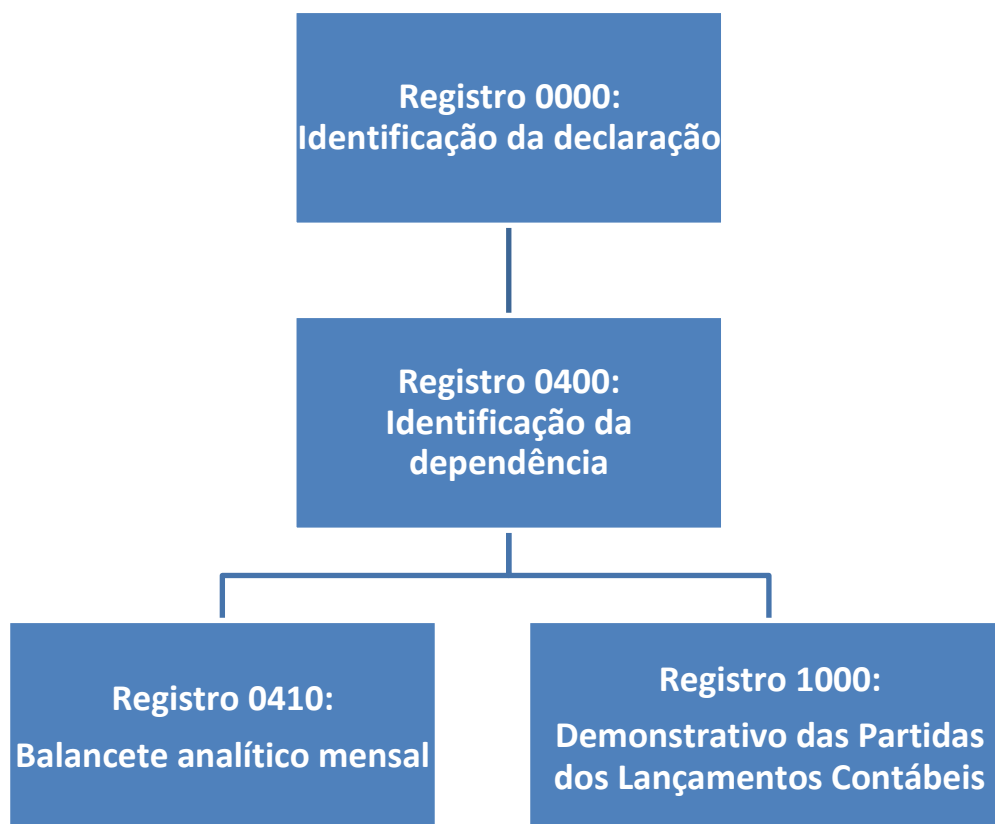 Registro 0000:
Identificação da declaração
Registro 0400:
Identificação da
dependência
Registro 0410:
Balancete analítico mensal
Registro 1000:
Demonstrativo das Partidas
dos Lançamentos Contábeis